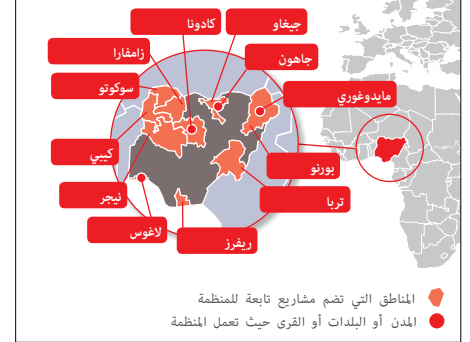 جيغاو
كادونا
زامفارا
جاهون
سوكوتو
مايدوغوري
كيبي
بورنو
نيجر
تربا
لاغوس
ريفرز
المناطق التي تضم مشاريع تابعة للمنظمة
المدن أو البلدات أو القرى حيث تعمل المنظمة